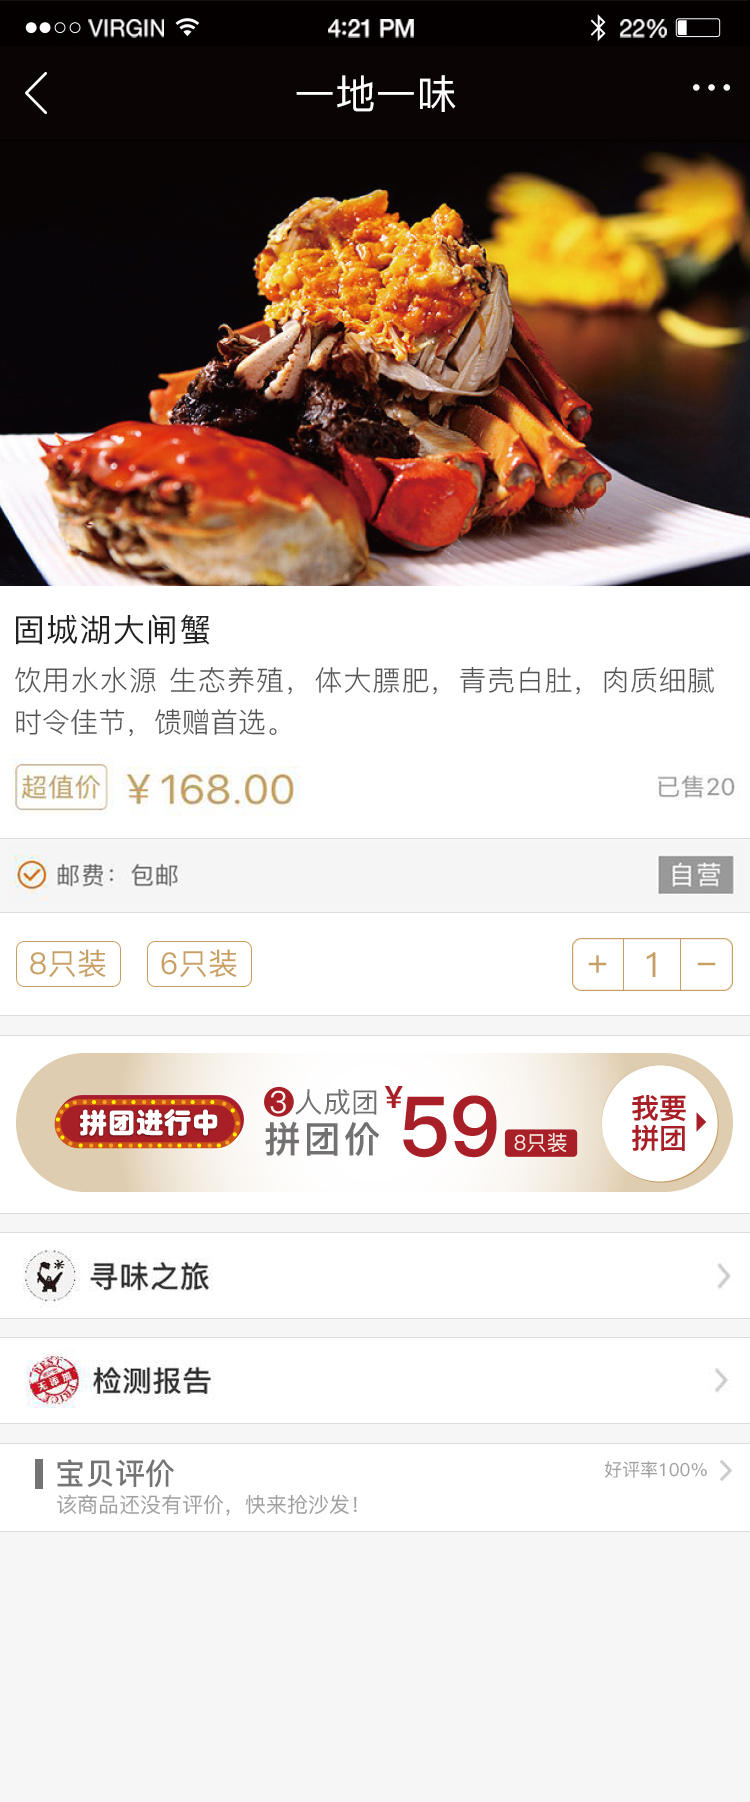 VIRGIN 4:21 PM 22%
一地一味
固城湖大闸蟹
饮用水水源 生态养殖，体大膘肥，青壳白肚，肉质细腻
时令佳节，馈赠首选。
超值价 ¥168.00 已售20
邮费：包邮 自营
8只装 6只装 + 1 −
拼团进行中 3人成团 拼团价 ¥59 8只装 我要拼团
寻味之旅
BEST 无添加 PRICE 检测报告
宝贝评价 好评率100%
该商品还没有评价，快来抢沙发！